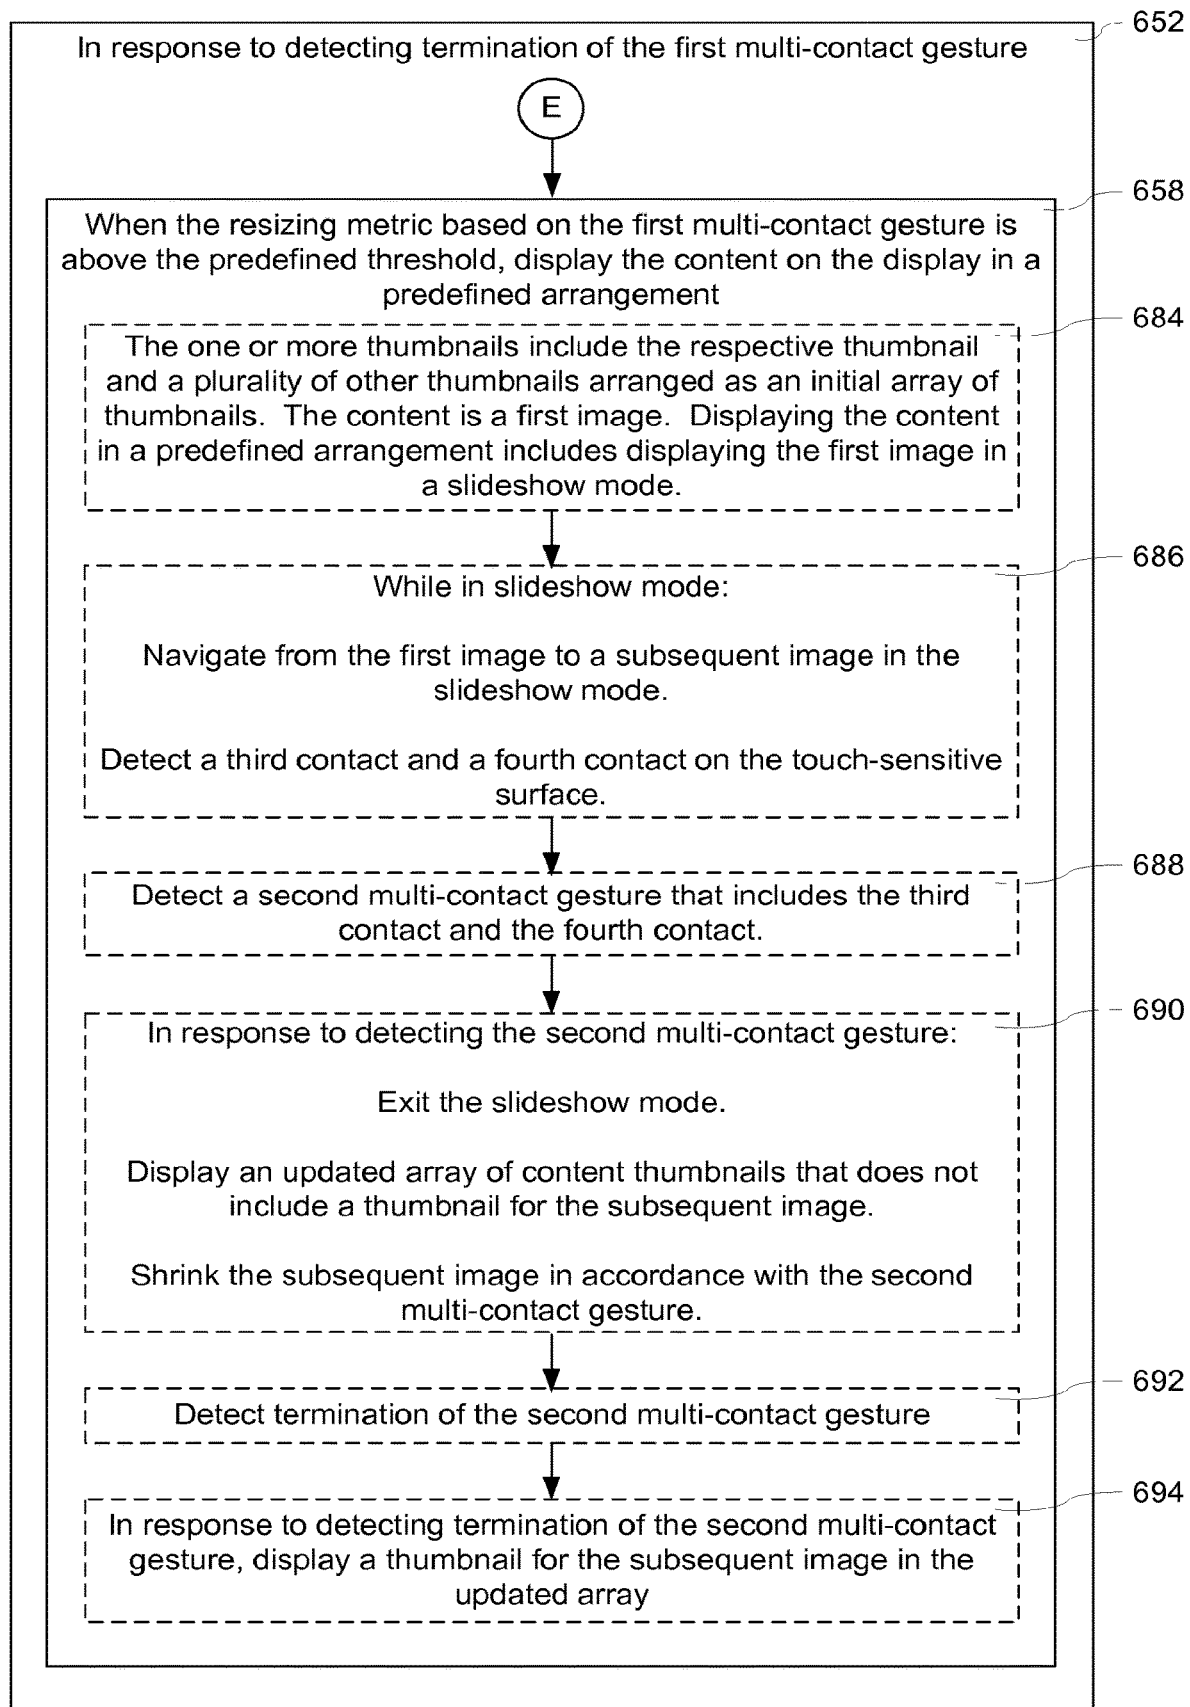 652
In response to detecting termination of the first multi-contact gesture
E
658
When the resizing metric based on the first multi-contact gesture is
above the predefined threshold, display the content on the display in a
predefined arrangement
684
The one or more thumbnails include the respective thumbnail
and a plurality of other thumbnails arranged as an initial array of
thumbnails. The content is a first image. Displaying the content
in a predefined arrangement includes displaying the first image in
a slideshow mode.
686
While in slideshow mode:
Navigate from the first image to a subsequent image in the
slideshow mode.
Detect a third contact and a fourth contact on the touch-sensitive
surface.
688
Detect a second multi-contact gesture that includes the third
contact and the fourth contact.
690
In response to detecting the second multi-contact gesture:
Exit the slideshow mode.
Display an updated array of content thumbnails that does not
include a thumbnail for the subsequent image.
Shrink the subsequent image in accordance with the second
multi-contact gesture.
692
Detect termination of the second multi-contact gesture
694
In response to detecting termination of the second multi-contact
gesture, display a thumbnail for the subsequent image in the
updated array